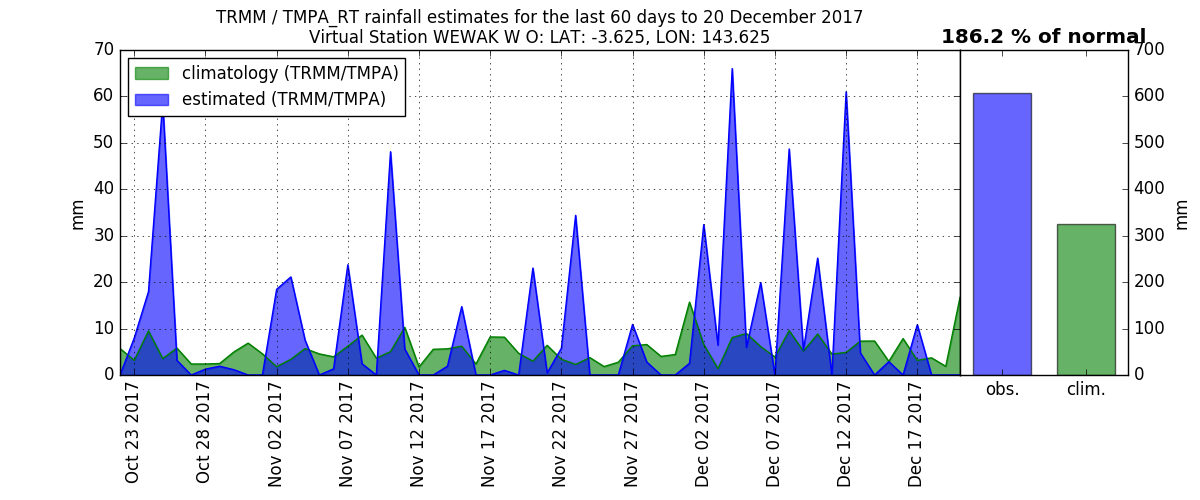 TRMM / TMPA_RT rainfall estimates for the last 60 days to 20 December 2017
Virtual Station WEWAK W O: LAT: -3.625, LON: 143.625
186.2 % of normal
climatology (TRMM/TMPA)
estimated (TRMM/TMPA)
70
60
50
40
30
20
10
0
mm
Oct 23 2017
Oct 28 2017
Nov 02 2017
Nov 07 2017
Nov 12 2017
Nov 17 2017
Nov 22 2017
Nov 27 2017
Dec 02 2017
Dec 07 2017
Dec 12 2017
Dec 17 2017
obs.
clim.
700
600
500
400
300
200
100
0
mm